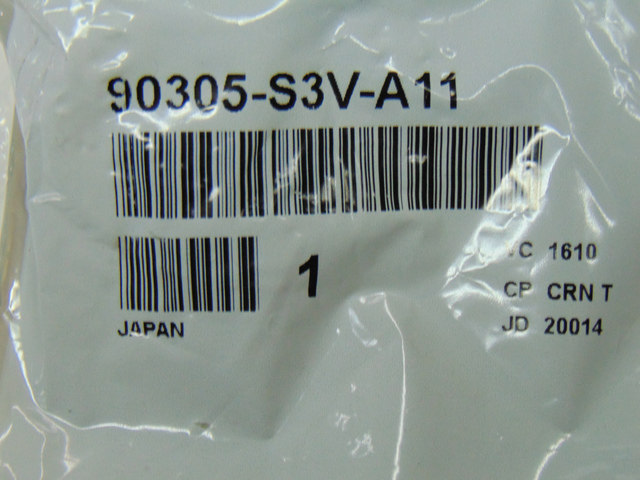 90305-S3V-A11
1
JAPAN
1610
CP CRN T
JD 20014